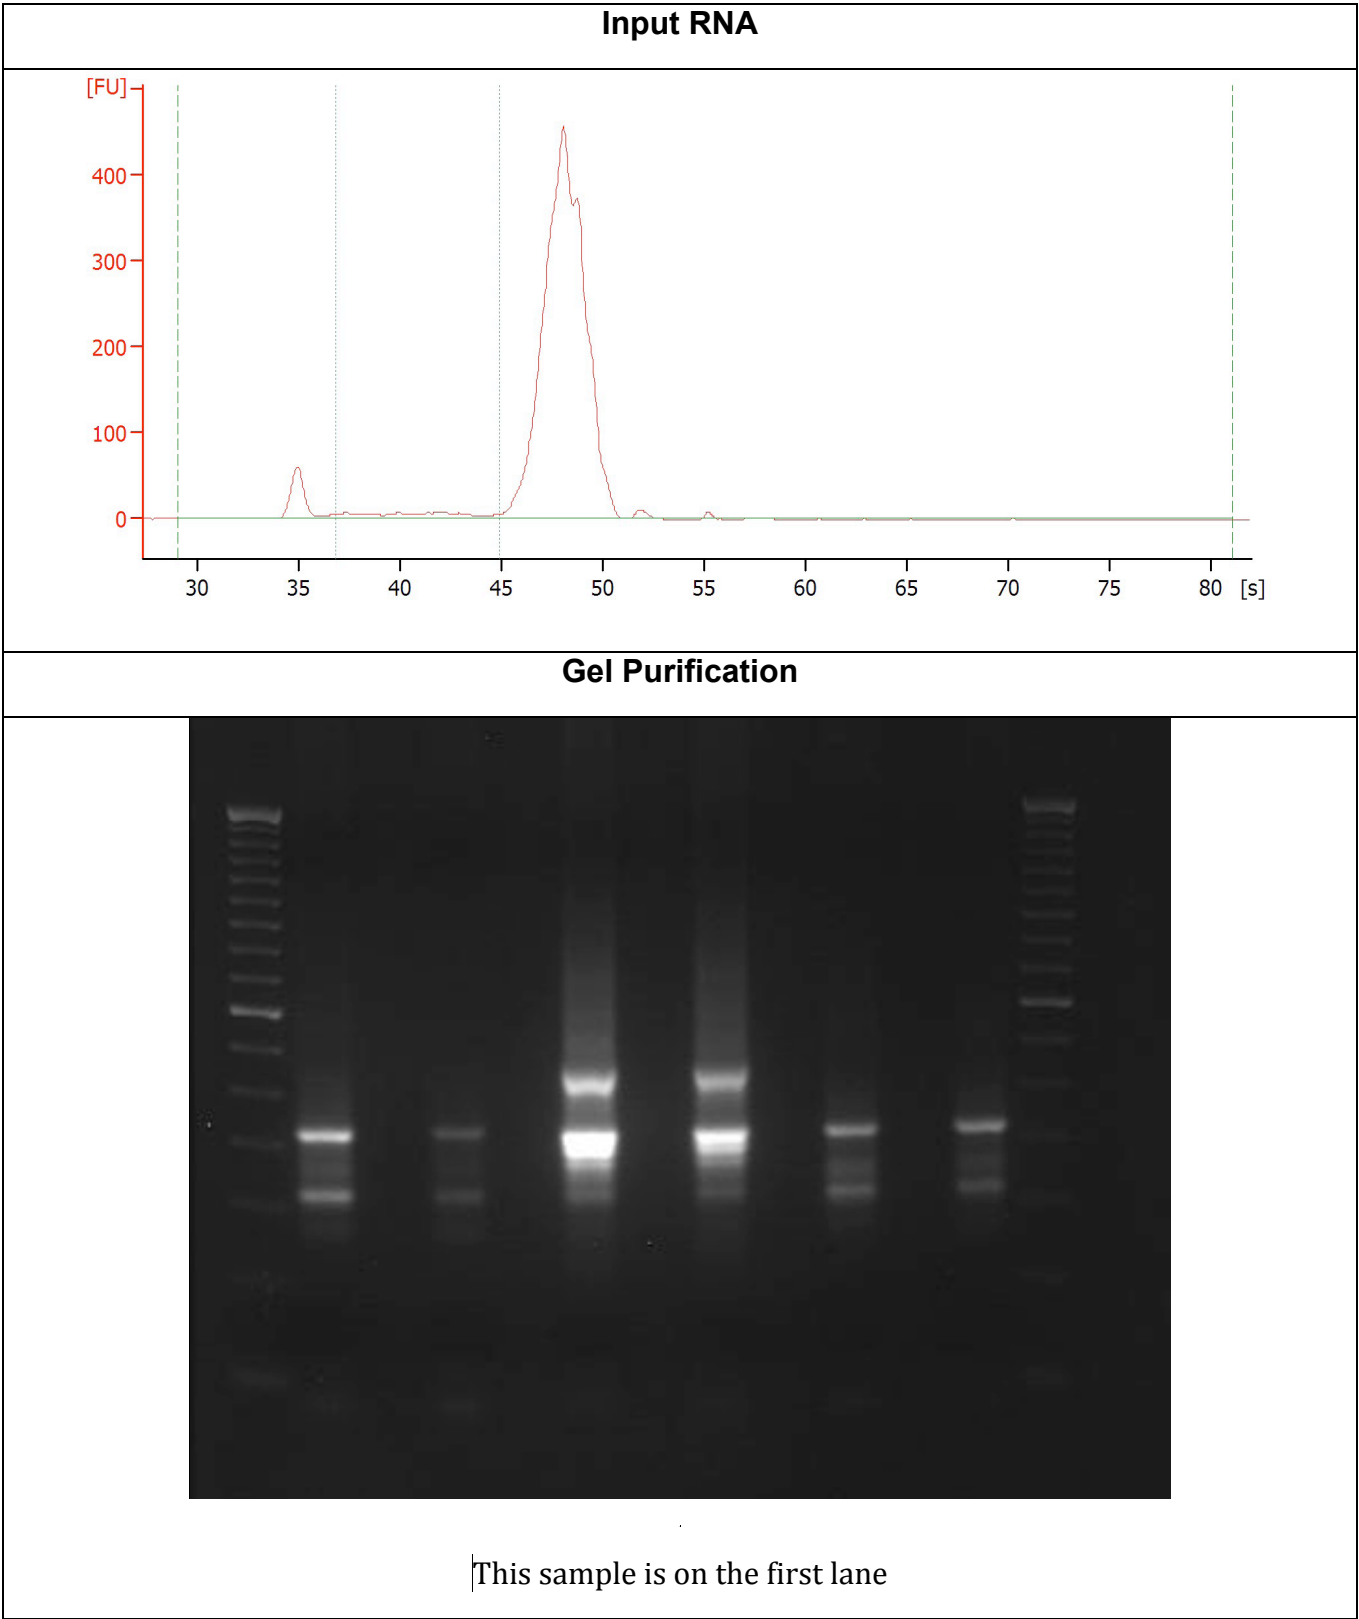 Input RNA
[FU]
400
300
200
100
0
30 35 40 45 50 55 60 65 70 75 80 [s]
Gel Purification
This sample is on the first lane